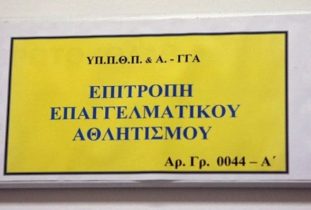 ΥΠ.Π.Θ.Π. & Α. - ΓΓΑ
ΕΠΙΤΡΟΠΗ
ΕΠΑΓΓΕΛΜΑΤΙΚΟΥ
ΑΘΛΗΤΙΣΜΟΥ
Αρ. Γρ. 0044 – Α΄